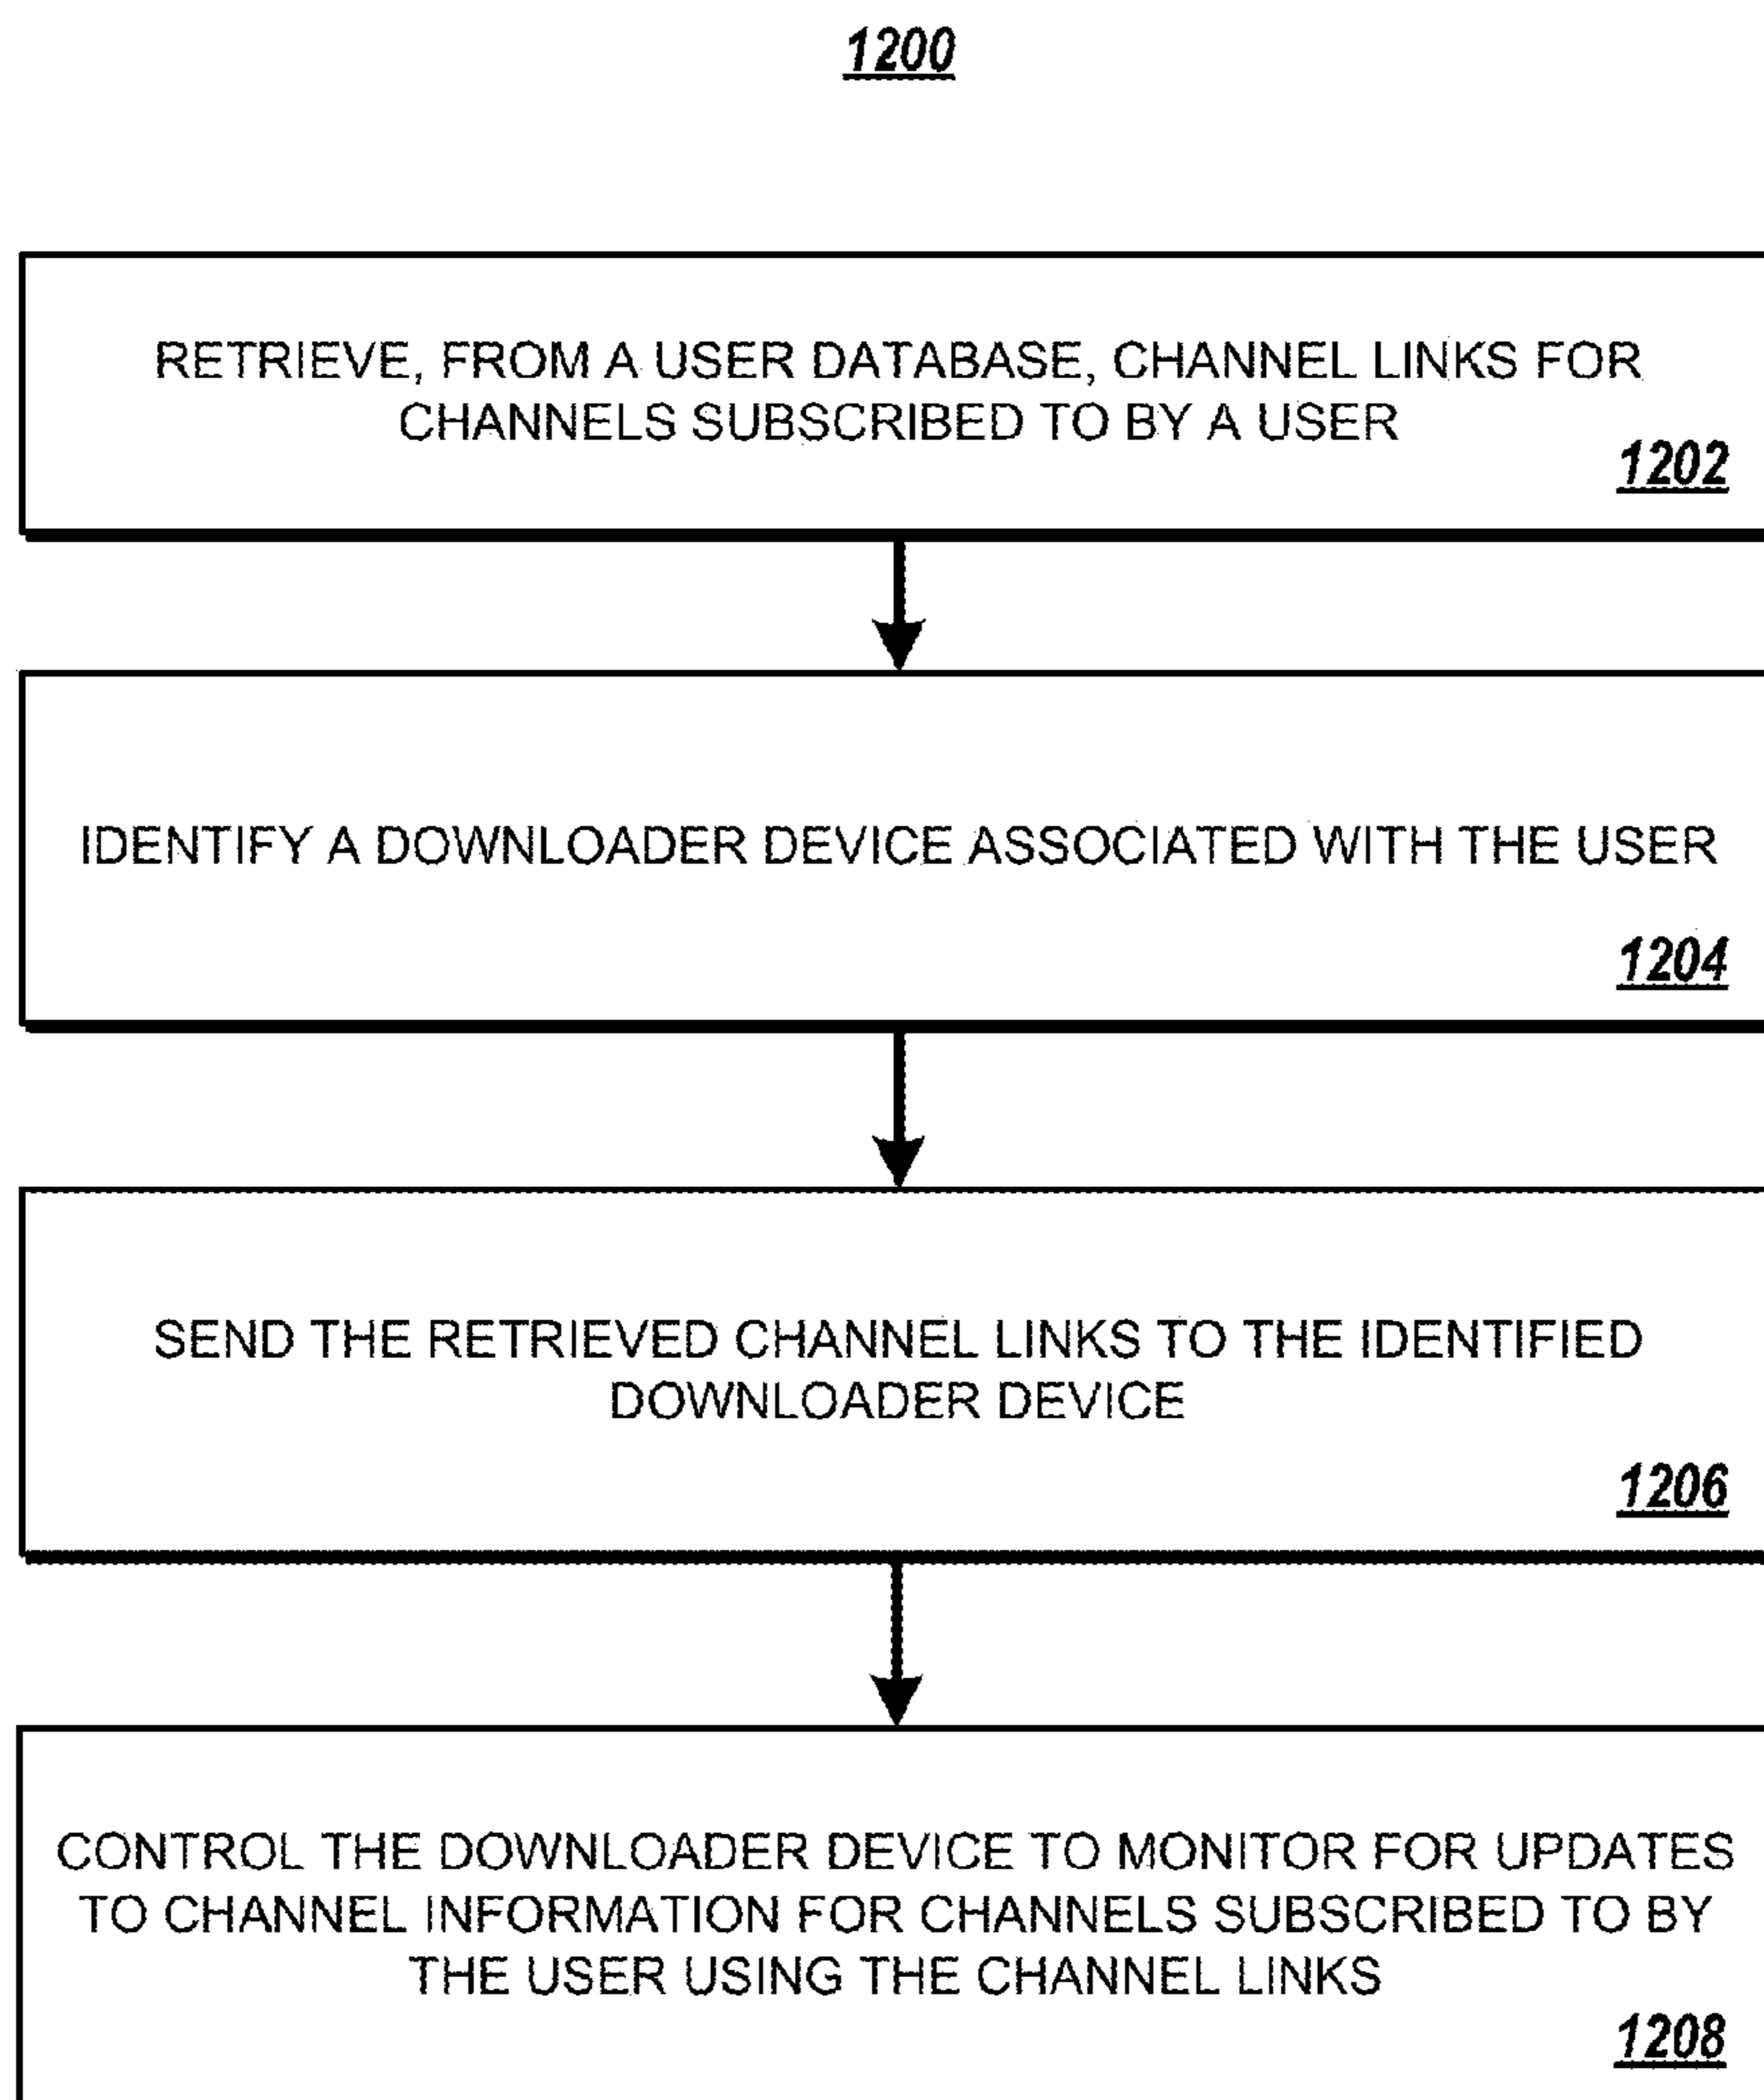 1200
RETRIEVE, FROM A USER DATABASE, CHANNEL LINKS FOR
CHANNELS SUBSCRIBED TO BY A USER
1202
IDENTIFY A DOWNLOADER DEVICE ASSOCIATED WITH THE USER
1204
SEND THE RETRIEVED CHANNEL LINKS TO THE IDENTIFIED
DOWNLOADER DEVICE
1206
CONTROL THE DOWNLOADER DEVICE TO MONITOR FOR UPDATES
TO CHANNEL INFORMATION FOR CHANNELS SUBSCRIBED TO BY
THE USER USING THE CHANNEL LINKS
1208